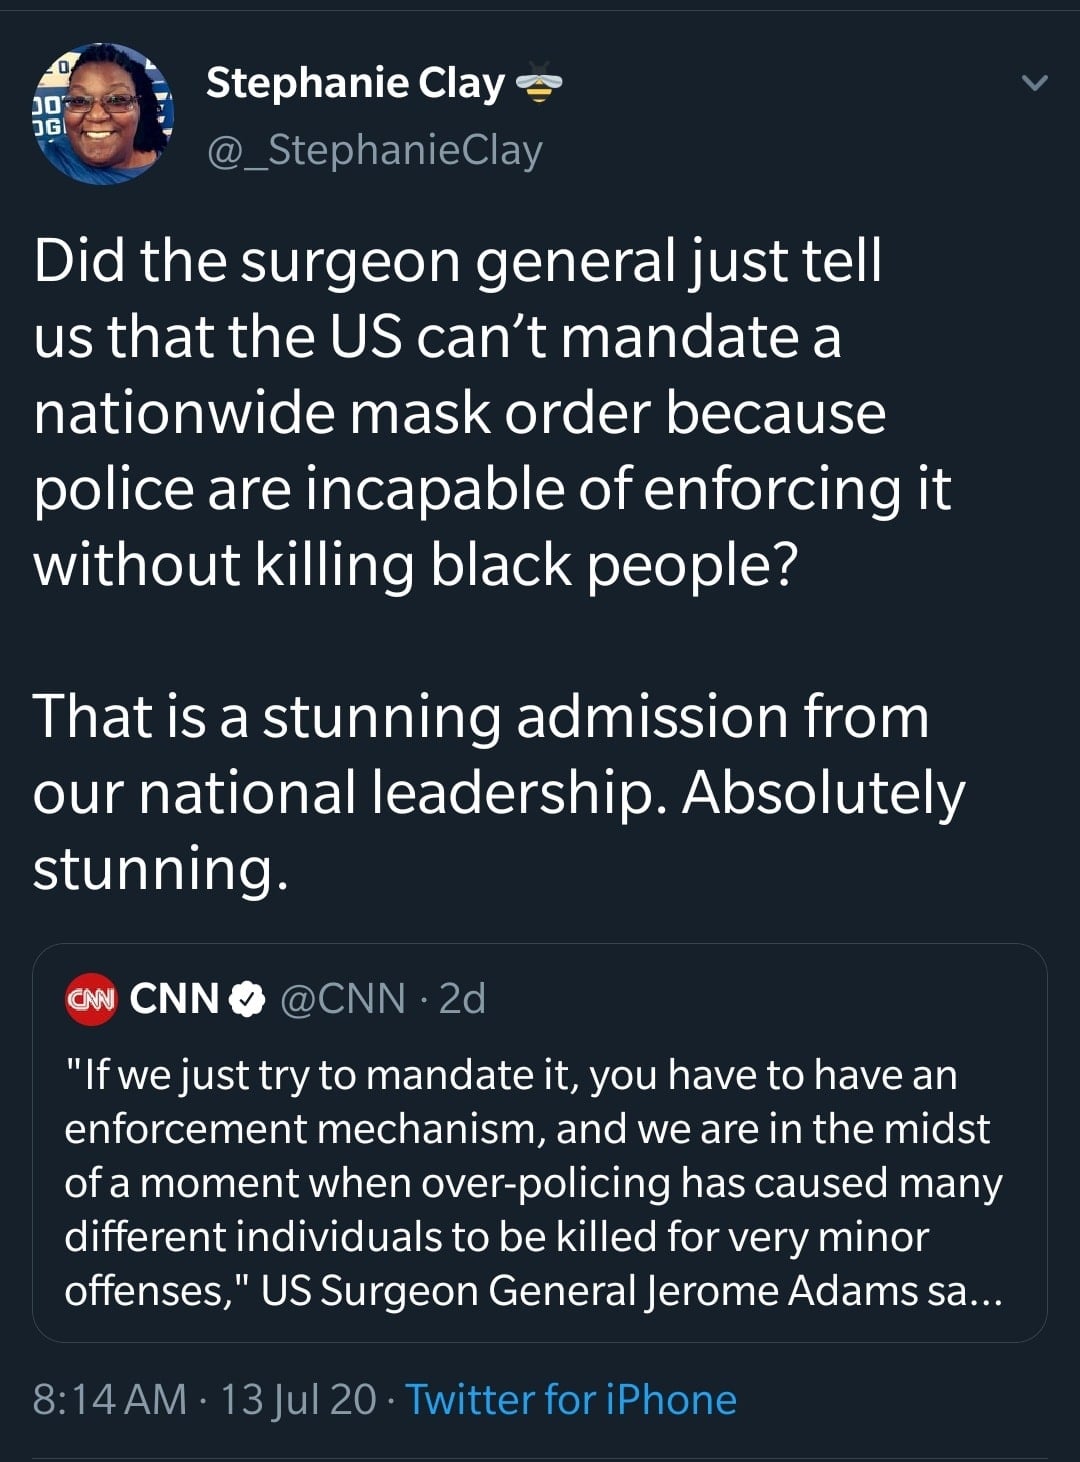 Stephanie Clay 🐝
@_StephanieClay
Did the surgeon general just tell
us that the US can't mandate a
nationwide mask order because
police are incapable of enforcing it
without killing black people?
That is a stunning admission from
our national leadership. Absolutely
stunning.
CNN CNN @CNN · 2d
"If we just try to mandate it, you have to have an
enforcement mechanism, and we are in the midst
of a moment when over-policing has caused many
different individuals to be killed for very minor
offenses," US Surgeon General Jerome Adams sa...
8:14 AM · 13 Jul 20 · Twitter for iPhone